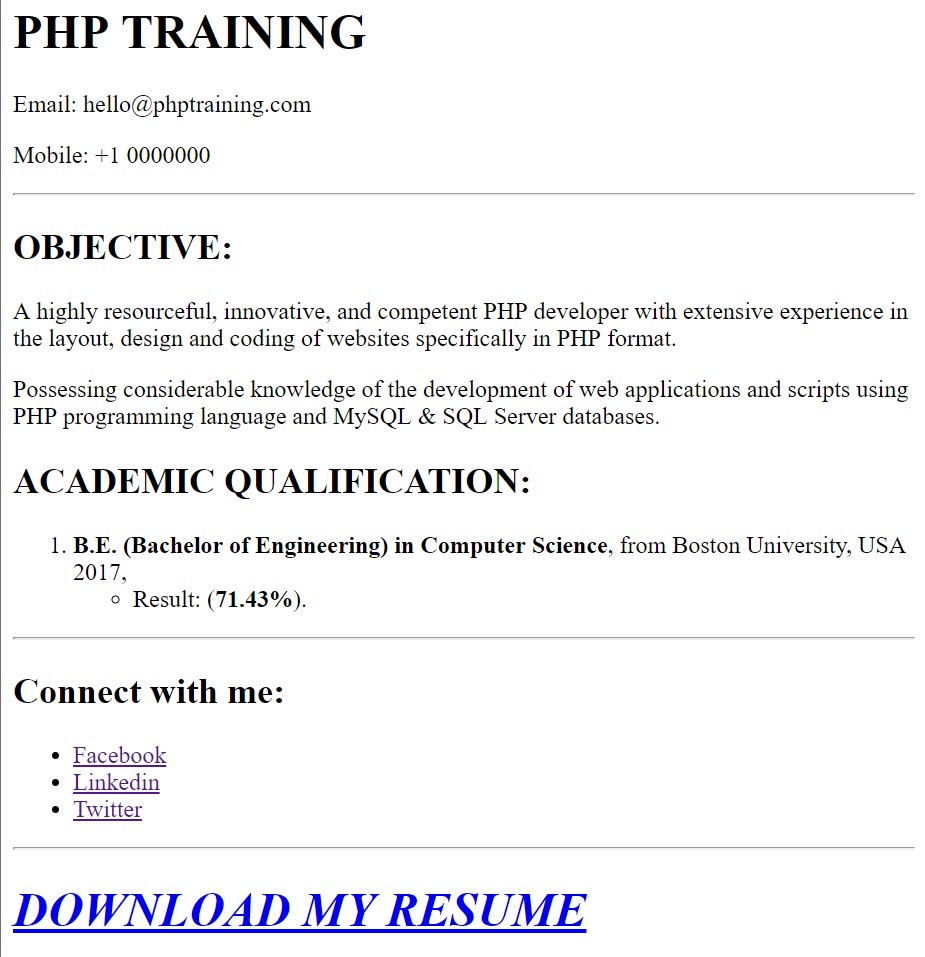 PHP TRAINING
Email: hello@phptraining.com
Mobile: +1 0000000
OBJECTIVE:
A highly resourceful, innovative, and competent PHP developer with extensive experience in
the layout, design and coding of websites specifically in PHP format.
Possessing considerable knowledge of the development of web applications and scripts using
PHP programming language and MySQL & SQL Server databases.
ACADEMIC QUALIFICATION:
1. B.E. (Bachelor of Engineering) in Computer Science, from Boston University, USA
2017,
Result: (71.43%).
Connect with me:
Facebook
Linkedin
Twitter
DOWNLOAD MY RESUME